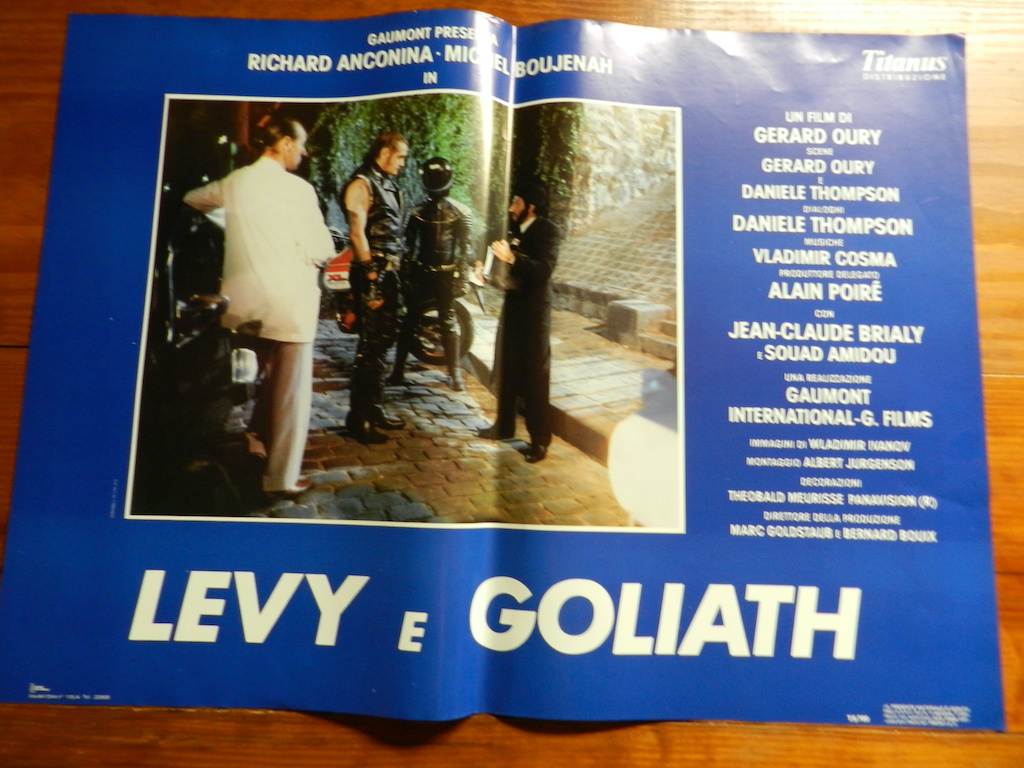 GAUMONT PRESENTA
RICHARD ANCONINA · MICHEL BOUJENAH
IN
Titanus
DISTRIBUZIONE
UN FILM DI
GERARD OURY
SCENE
GERARD OURY
E
DANIELE THOMPSON
DIALOGHI
DANIELE THOMPSON
MUSICHE
VLADIMIR COSMA
PRODUTTORE DELEGATO
ALAIN POIRÊ
CON
JEAN-CLAUDE BRIALY
E SOUAD AMIDOU
UNA REALIZZAZIONE
GAUMONT
INTERNATIONAL-G. FILMS
IMMAGINI DI WLADIMIR IVANOV
MONTAGGIO ALBERT JURGENSON
DECORAZIONI
THEOBALD MEURISSE PANAVISION (R)
DIRETTORE DELLA PRODUZIONE
MARC GOLDSTAUB E BERNARD BOUIX
XL
LEVY E GOLIATH